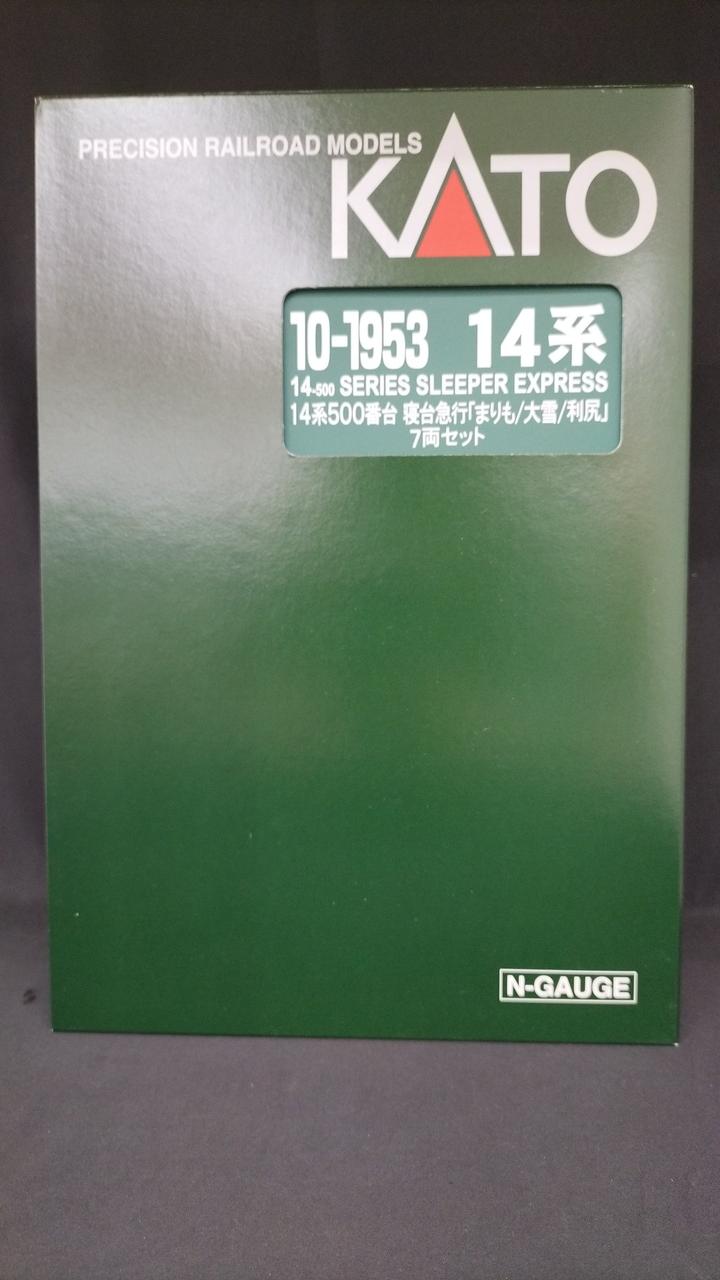 PRECISION RAILROAD MODELS
KATO
10-1953 14系
14-500 SERIES SLEEPER EXPRESS
14系500番台 寝台急行「まりも/大雪/利尻」
7両セット
N-GAUGE